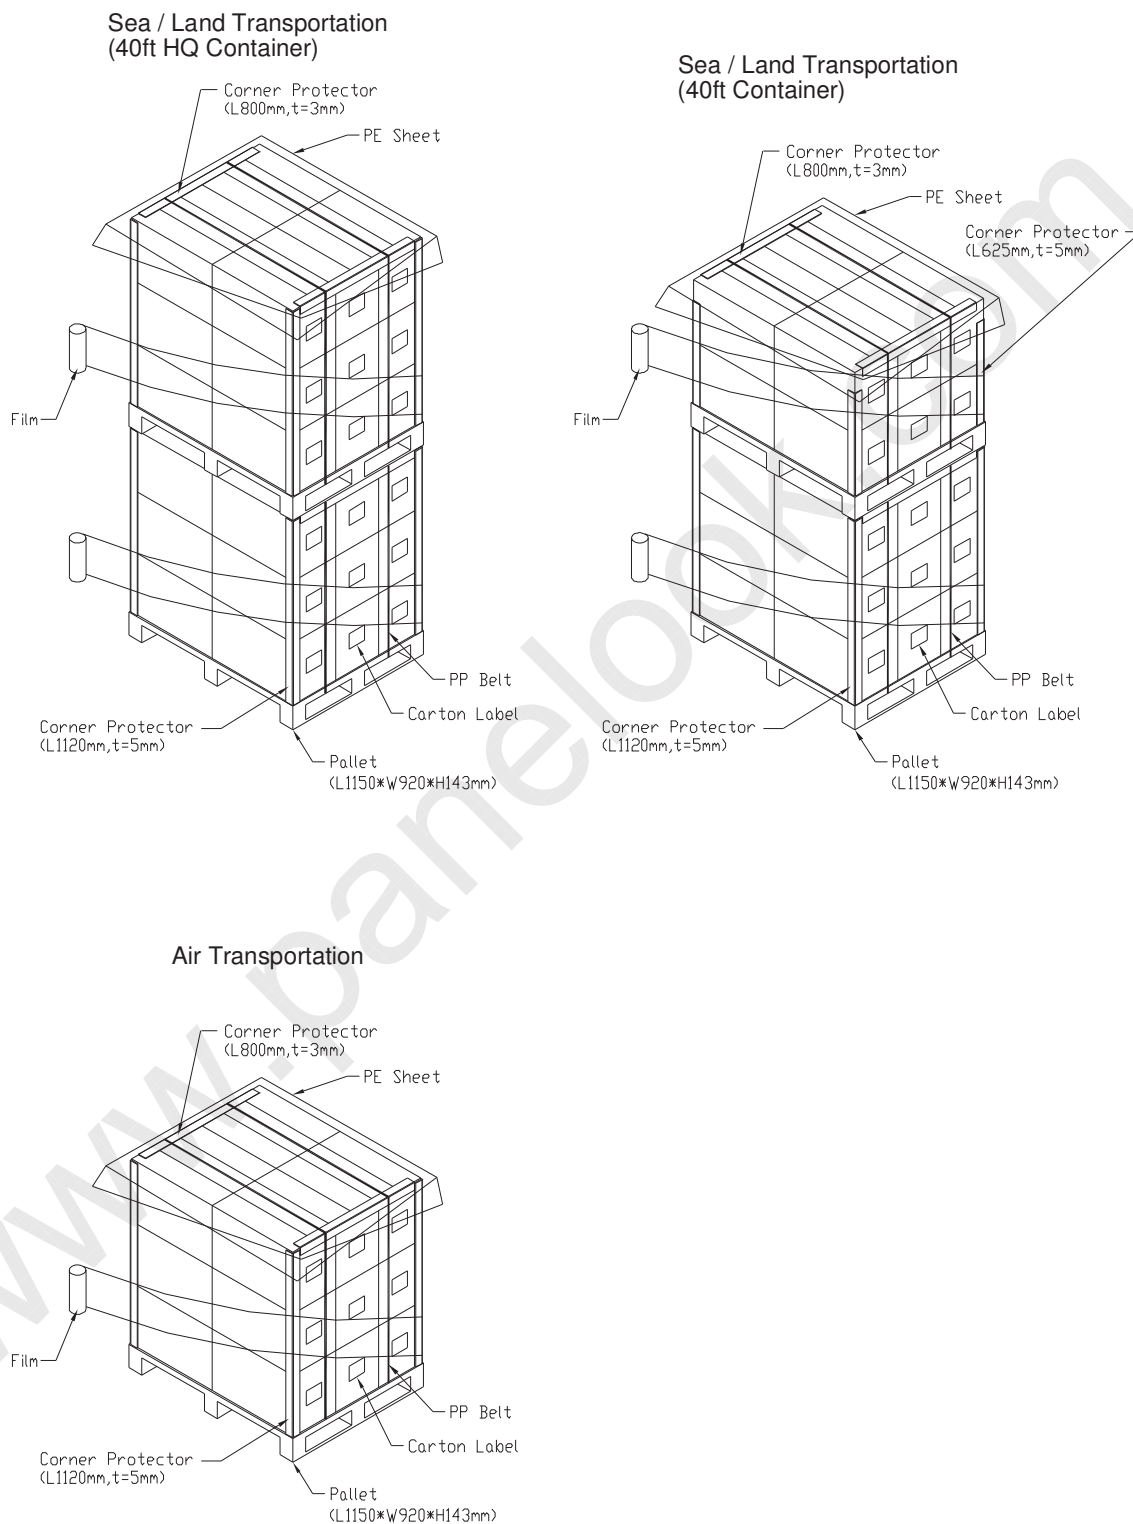 Sea / Land Transportation
(40ft HQ Container)
Corner Protector
(L800mm,t=3mm)
PE Sheet
Film
PP Belt
Carton Label
Corner Protector
(L1120mm,t=5mm)
Pallet
(L1150*W920*H143mm)
Sea / Land Transportation
(40ft Container)
Corner Protector
(L800mm,t=3mm)
PE Sheet
Corner Protector
(L625mm,t=5mm)
Film
PP Belt
Carton Label
Corner Protector
(L1120mm,t=5mm)
Pallet
(L1150*W920*H143mm)
Air Transportation
Corner Protector
(L800mm,t=3mm)
PE Sheet
Film
PP Belt
Carton Label
Corner Protector
(L1120mm,t=5mm)
Pallet
(L1150*W920*H143mm)
www.panelook.com